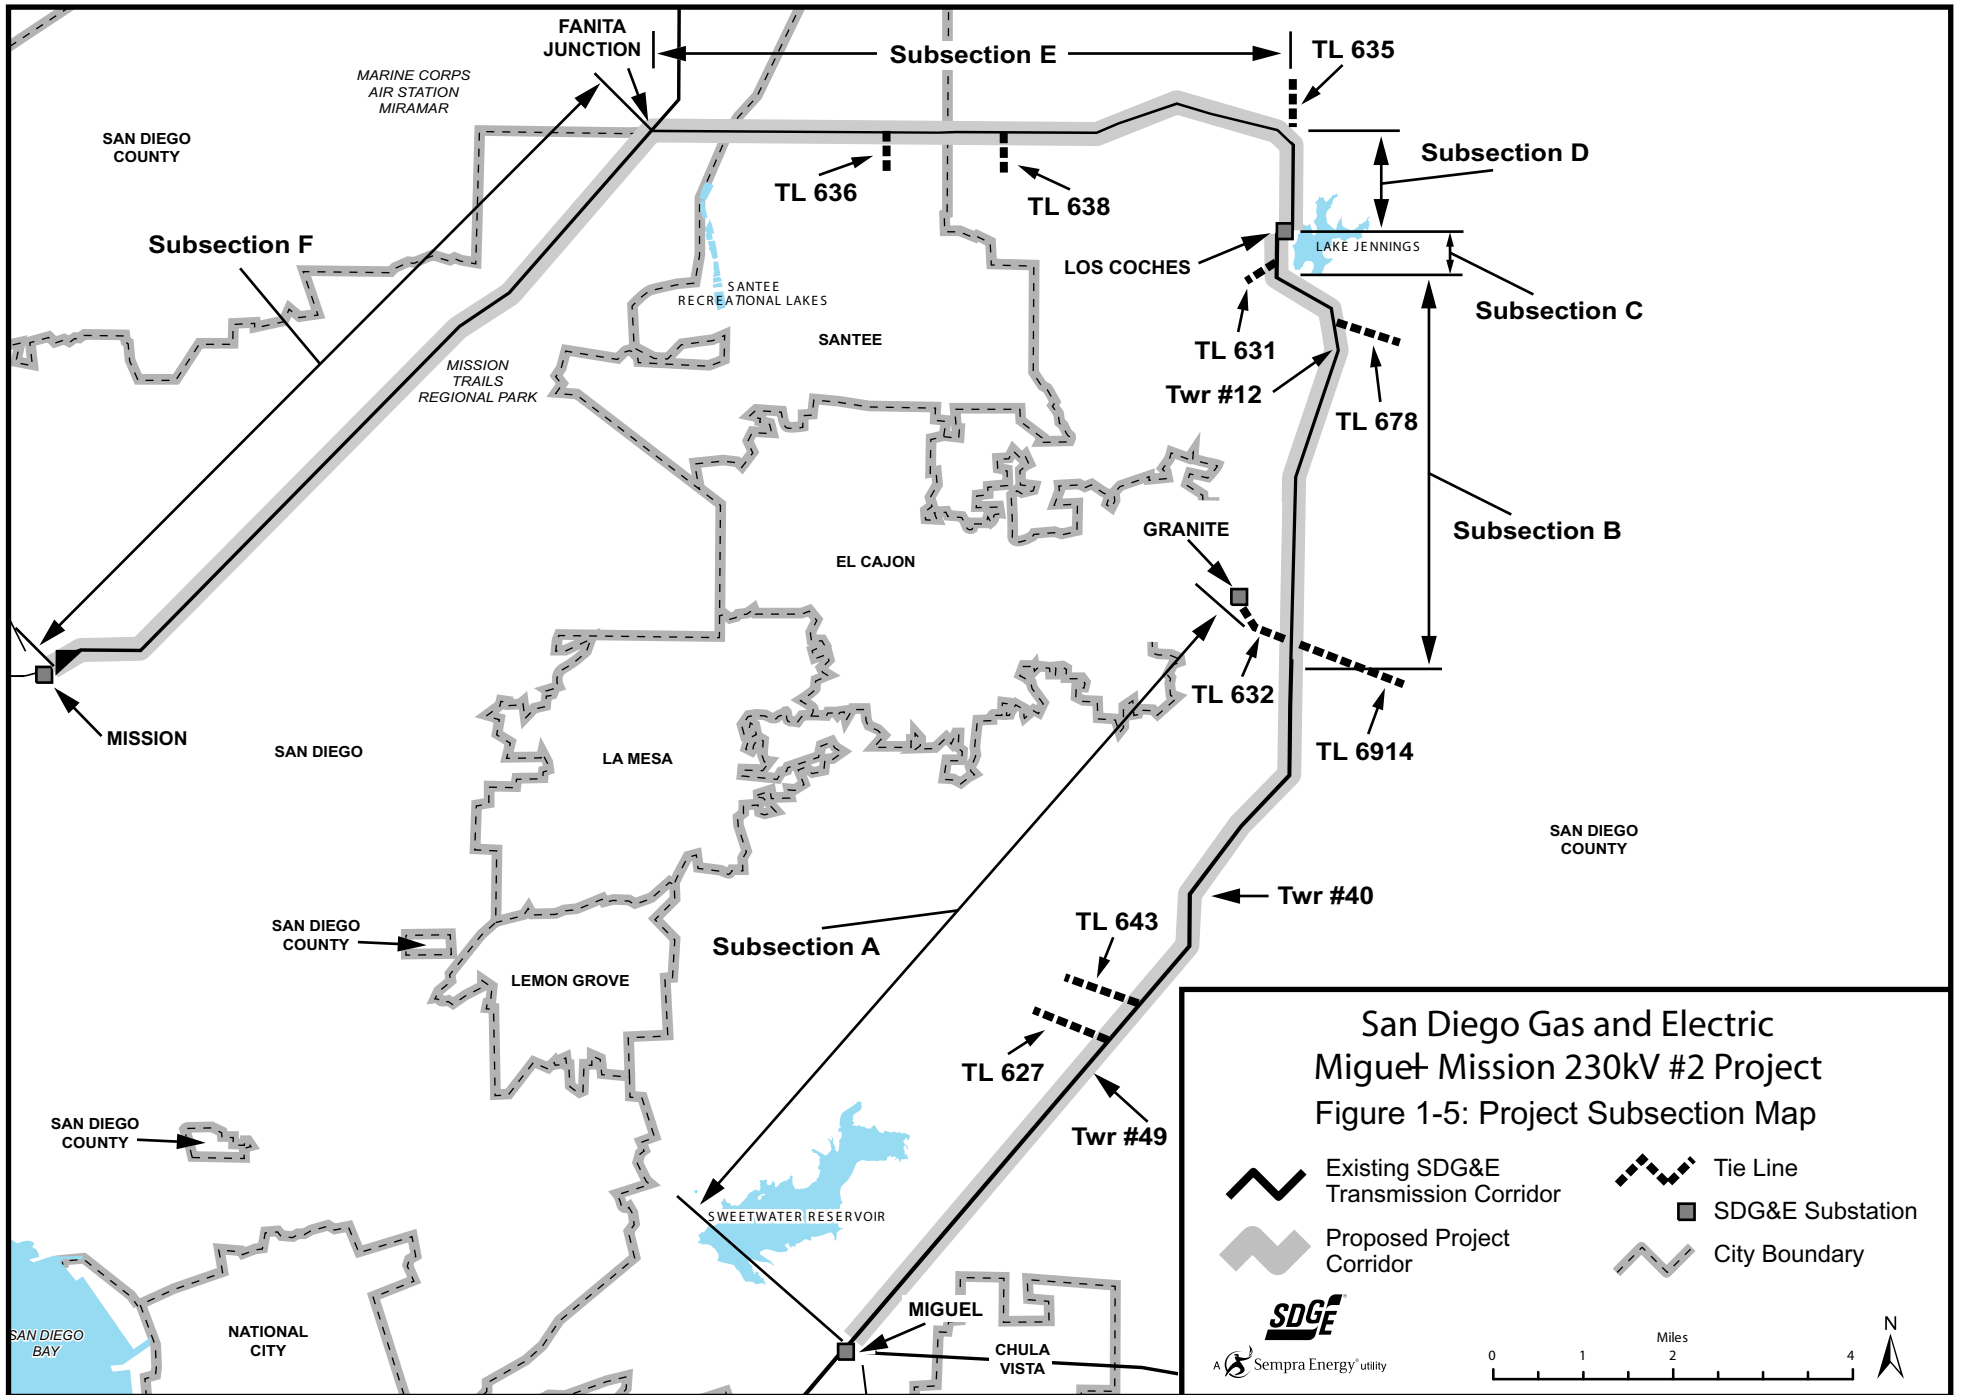 FANITA
JUNCTION
Subsection E
TL 635
MARINE CORPS
AIR STATION
MIRAMAR
SAN DIEGO
COUNTY
Subsection D
TL 636
TL 638
Subsection F
LAKE JENNINGS
LOS COCHES
SANTEE
RECREATIONAL LAKES
Subsection C
SANTEE
TL 631
MISSION
TRAILS
REGIONAL PARK
Twr #12
TL 678
GRANITE
Subsection B
EL CAJON
TL 632
MISSION
SAN DIEGO
LA MESA
TL 6914
SAN DIEGO
COUNTY
Twr #40
SAN DIEGO
COUNTY
TL 643
Subsection A
LEMON GROVE
TL 627
SAN DIEGO
COUNTY
Twr #49
SWEETWATER RESERVOIR
SAN DIEGO
BAY
NATIONAL
CITY
MIGUEL
CHULA
VISTA
San Diego Gas and Electric
Miguel-Mission 230kV #2 Project
Figure 1-5: Project Subsection Map
Existing SDG&E
Transmission Corridor
Proposed Project
Corridor
Tie Line
SDG&E Substation
City Boundary
SDGE®
A Sempra Energy® utility
Miles
0 1 2 4
N